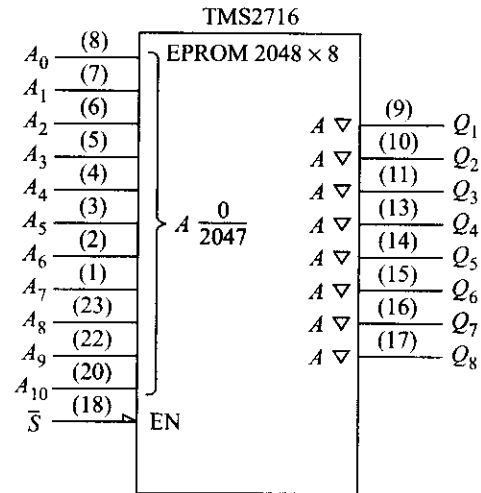 TMS2716
EPROM 2048 × 8
A₀ (8)
A₁ (7)
A₂ (6)
A₃ (5)
A₄ (4)
A₅ (3)
A₆ (2)
A₇ (1)
A₈ (23)
A₉ (22)
A₁₀ (20)
S̅ (18) EN
A 0/2047
A ▽ (9) Q₁
A ▽ (10) Q₂
A ▽ (11) Q₃
A ▽ (13) Q₄
A ▽ (14) Q₅
A ▽ (15) Q₆
A ▽ (16) Q₇
A ▽ (17) Q₈